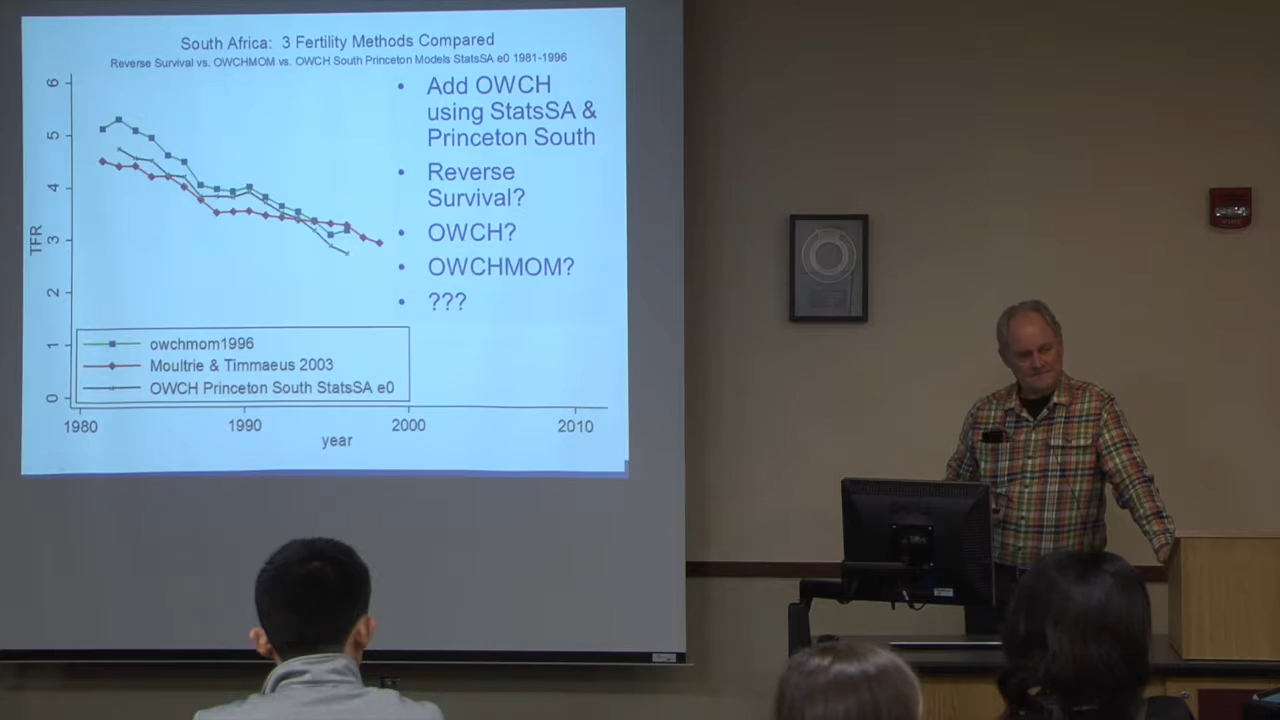 South Africa: 3 Fertility Methods Compared
Reverse Survival vs. OWCHMOM vs. OWCH South Princeton Models StatsSA e0 1981-1996
• Add OWCH
using StatsSA &
Princeton South
• Reverse
Survival?
• OWCH?
• OWCHMOM?
• ???
TFR
6
5
4
3
2
1
0
owchmom1996
Moultrie & Timmaeus 2003
OWCH Princeton South StatsSA e0
1980 1990 2000 2010
year